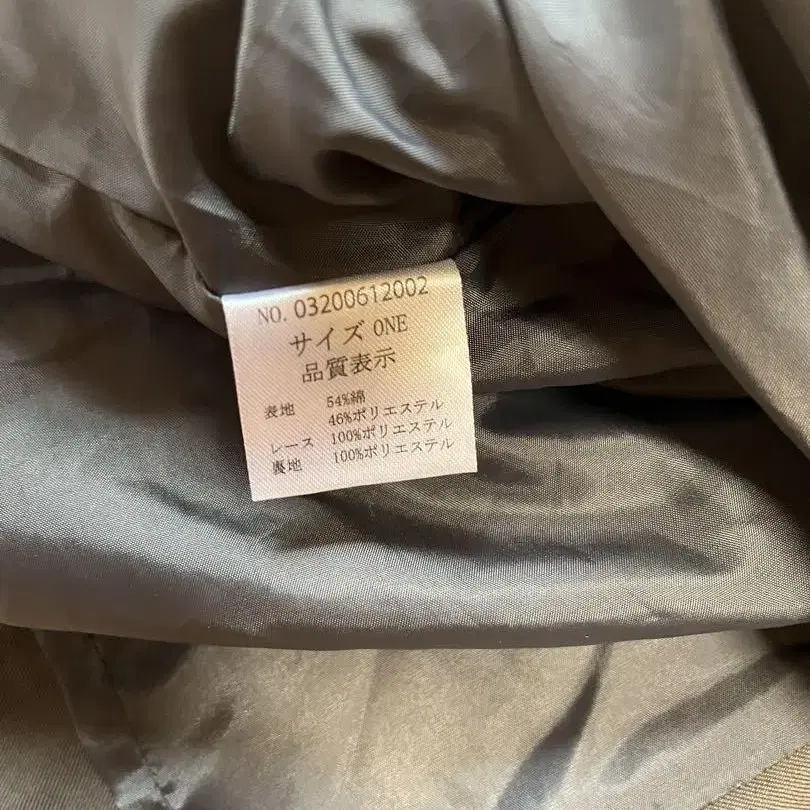 NO. 03200612002
サイズ ONE
品質表示
表地 54%綿
46%ポリエステル
レース 100%ポリエステル
裏地 100%ポリエステル